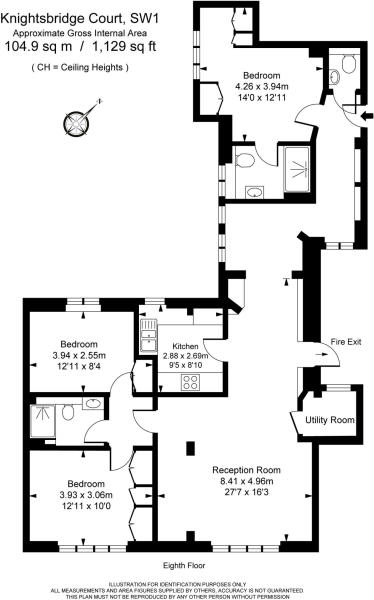 Knightsbridge Court, SW1
Approximate Gross Internal Area
104.9 sq m / 1,129 sq ft
( CH = Ceiling Heights )
Bedroom
4.26 x 3.94m
14'0 x 12'11
Bedroom
3.94 x 2.55m
12'11 x 8'4
Kitchen
2.88 x 2.69m
9'5 x 8'10
Fire Exit
Utility Room
Bedroom
3.93 x 3.06m
12'11 x 10'0
Reception Room
8.41 x 4.96m
27'7 x 16'3
Eighth Floor
ILLUSTRATION FOR IDENTIFICATION PURPOSES ONLY
ALL MEASUREMENTS AND AREAS FIGURES SUPPLIED BY OTHERS, ACCURACY IS NOT GUARANTEED.
THIS PLAN MUST NOT BE REPRODUCED BY ANY OTHER PERSON WITHOUT PERMISSION